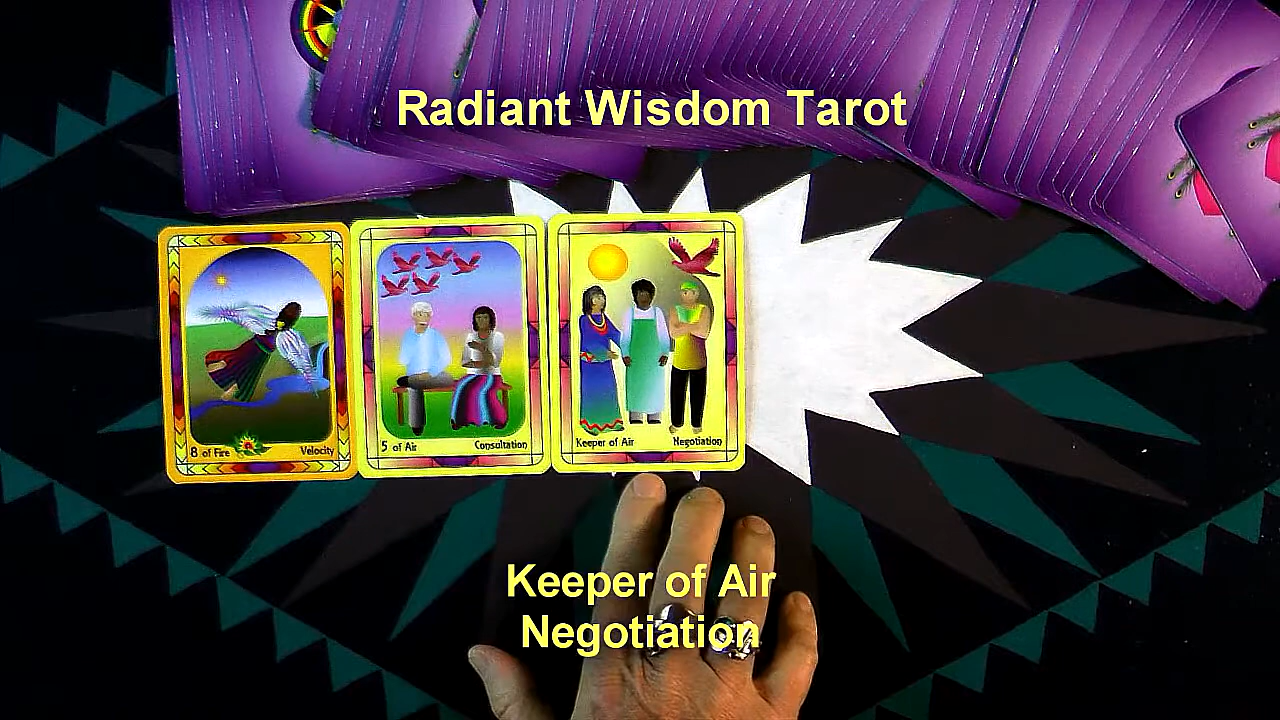 Radiant Wisdom Tarot
8 of Fire Velocity
5 of Air Consultation
Keeper of Air Negotiation
Keeper of Air
Negotiation